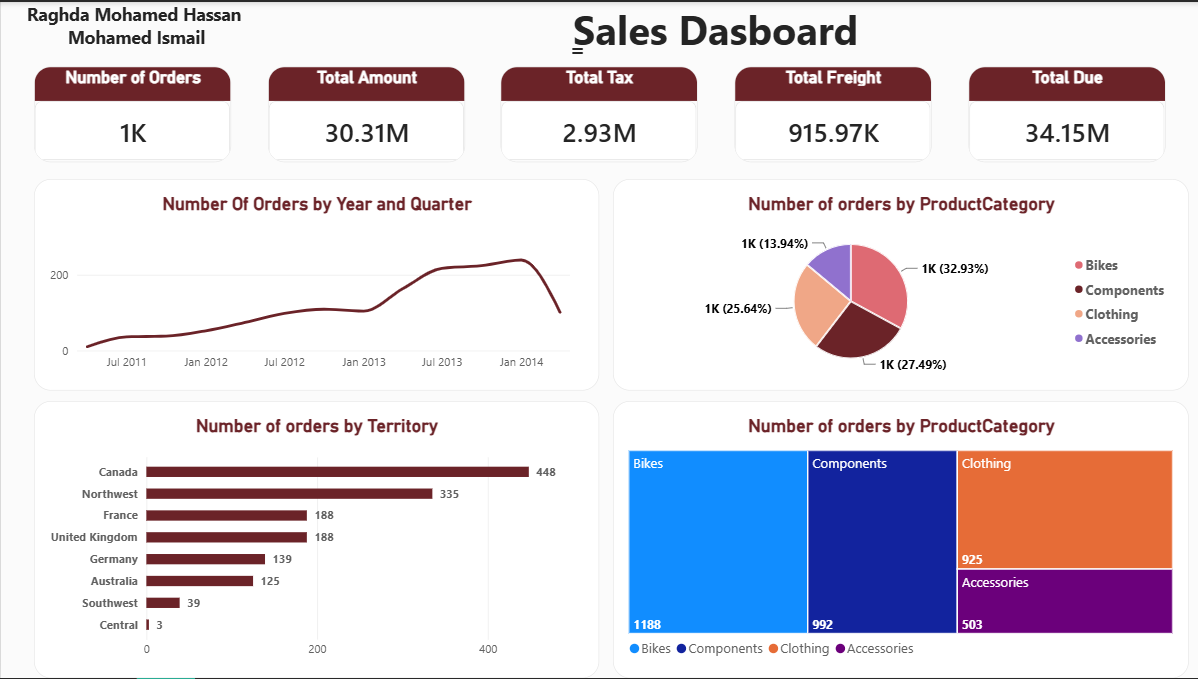 Raghda Mohamed Hassan
Mohamed Ismail
Sales Dasboard
Number of Orders
1K
Total Amount
30.31M
Total Tax
2.93M
Total Freight
915.97K
Total Due
34.15M
Number Of Orders by Year and Quarter
200
0
Jul 2011 Jan 2012 Jul 2012 Jan 2013 Jul 2013 Jan 2014
Number of orders by ProductCategory
1K (13.94%)
1K (32.93%)
1K (25.64%)
1K (27.49%)
Bikes
Components
Clothing
Accessories
Number of orders by Territory
Canada 448
Northwest 335
France 188
United Kingdom 188
Germany 139
Australia 125
Southwest 39
Central 3
0 200 400
Number of orders by ProductCategory
Bikes
1188
Components
992
Clothing
925
Accessories
503
Bikes Components Clothing Accessories